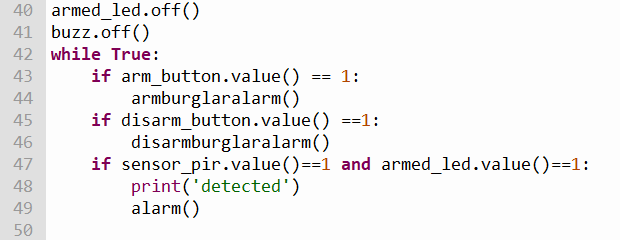 40 armed_led.off()
41 buzz.off()
42 while True:
43     if arm_button.value() == 1:
44         armburglaralarm()
45     if disarm_button.value() ==1:
46         disarmburglaralarm()
47     if sensor_pir.value()==1 and armed_led.value()==1:
48         print('detected')
49         alarm()
50